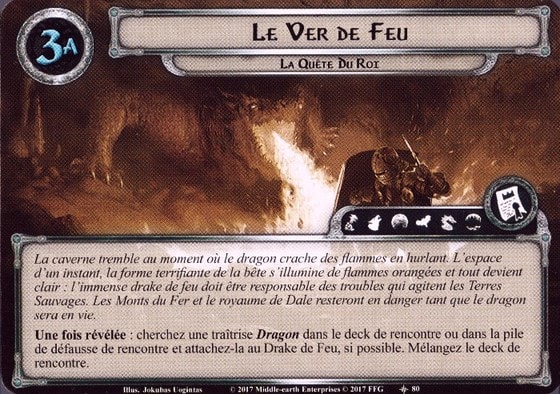 3A
LE VER DE FEU
LA QUÊTE DU ROI
La caverne tremble au moment où le dragon crache des flammes en hurlant. L'espace
d'un instant, la forme terrifiante de la bête s'illumine de flammes orangées et tout devient
clair : l'immense drake de feu doit être responsable des troubles qui agitent les Terres
Sauvages. Les Monts du Fer et le royaume de Dale resteront en danger tant que le dragon
sera en vie.
Une fois révélée : cherchez une traîtrise Dragon dans le deck de rencontre ou dans la pile
de défausse de rencontre et attachez-la au Drake de Feu, si possible. Mélangez le deck de
rencontre.
Illus. Jokubas Uogintas © 2017 Middle-earth Enterprises © 2017 FFG 80